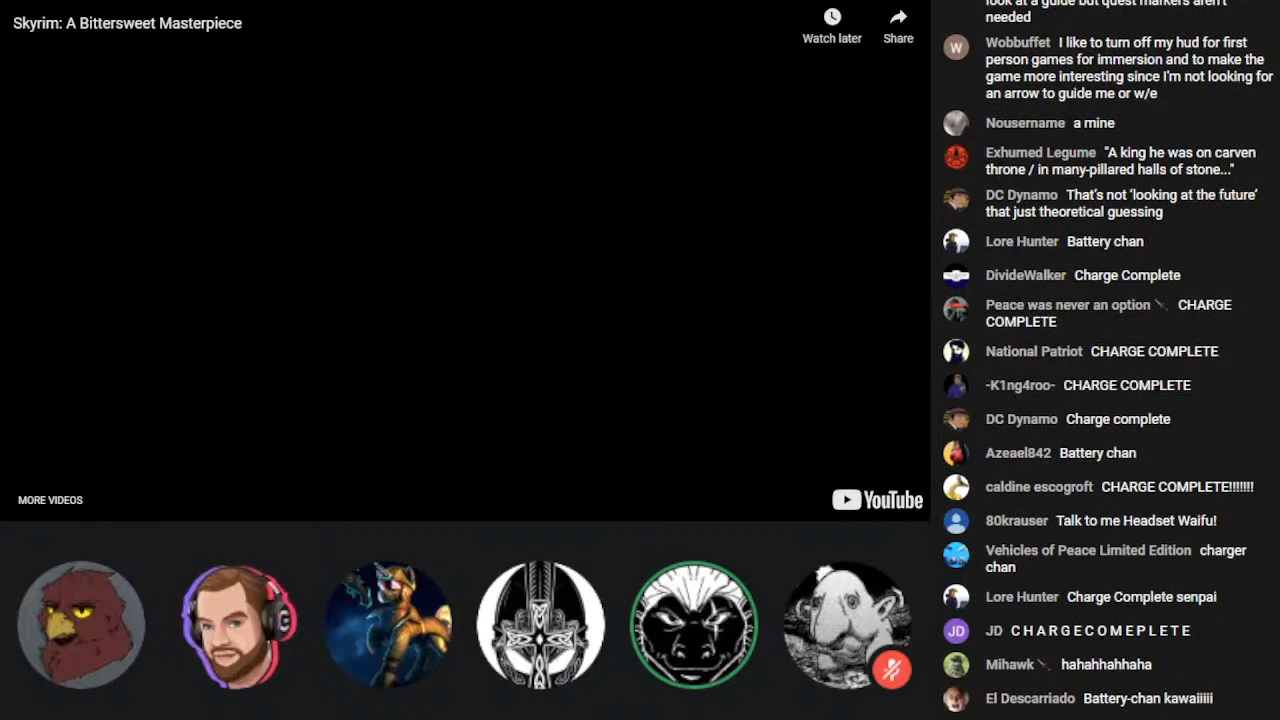 Skyrim: A Bittersweet Masterpiece
Watch later
Share
MORE VIDEOS
YouTube
look at a guide but quest markers aren't
needed
W
Wobbuffet I like to turn off my hud for first
person games for immersion and to make the
game more interesting since I'm not looking for
an arrow to guide me or w/e
Nousername a mine
Exhumed Legume "A king he was on carven
throne / in many-pillared halls of stone..."
DC Dynamo That's not ‘looking at the future’
that just theoretical guessing
Lore Hunter Battery chan
DivideWalker Charge Complete
Peace was never an option CHARGE
COMPLETE
National Patriot CHARGE COMPLETE
-K1ng4roo- CHARGE COMPLETE
DC Dynamo Charge complete
Azeael842 Battery chan
caldine escogroft CHARGE COMPLETE!!!!!!!
80krauser Talk to me Headset Waifu!
Vehicles of Peace Limited Edition charger
chan
Lore Hunter Charge Complete senpai
JD
JD C H A R G E C O M E P L E T E
Mihawk hahahhahhaha
El Descarriado Battery-chan kawaiiiii